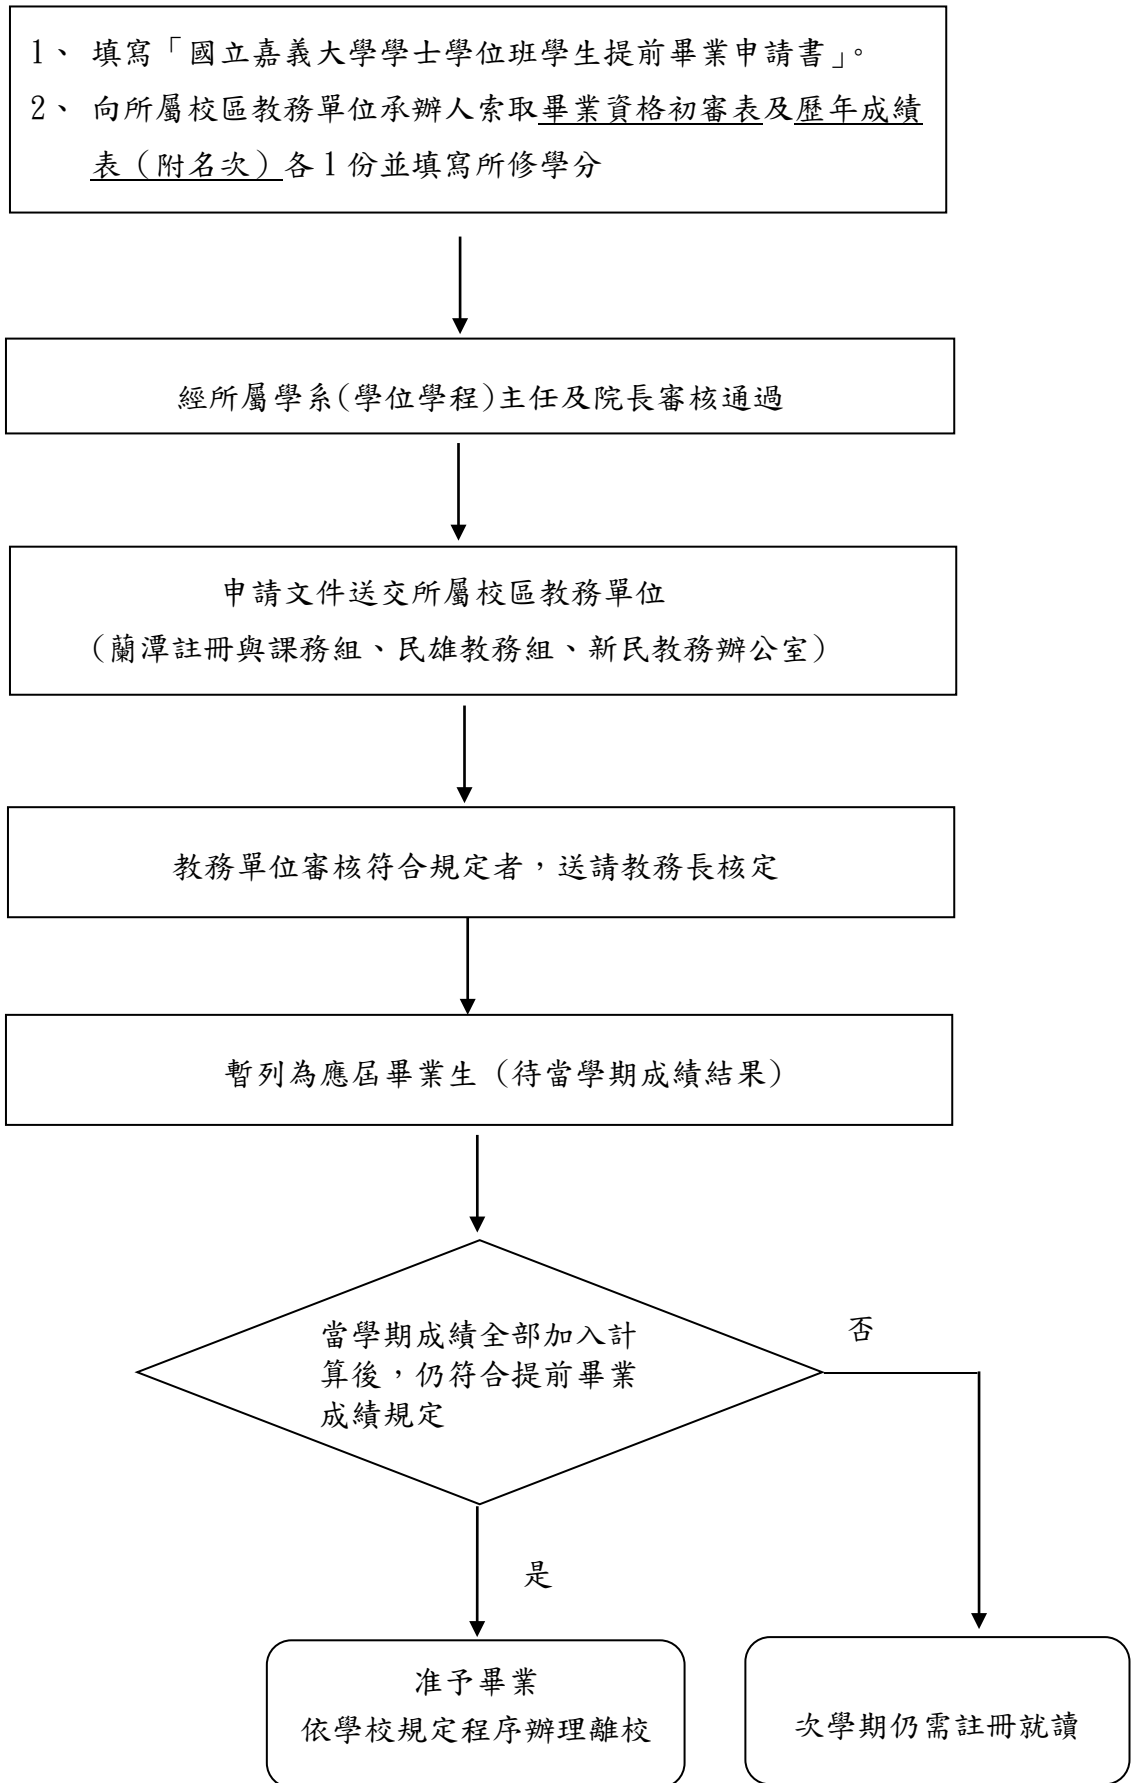 1、 填寫「國立嘉義大學學士學位班學生提前畢業申請書」。
2、 向所屬校區教務單位承辦人索取畢業資格初審表及歷年成績
表（附名次）各1份並填寫所修學分
經所屬學系(學位學程)主任及院長審核通過
申請文件送交所屬校區教務單位
（蘭潭註冊與課務組、民雄教務組、新民教務辦公室）
教務單位審核符合規定者，送請教務長核定
暫列為應屆畢業生（待當學期成績結果）
當學期成績全部加入計
算後，仍符合提前畢業
成績規定
否
是
准予畢業
依學校規定程序辦理離校
次學期仍需註冊就讀